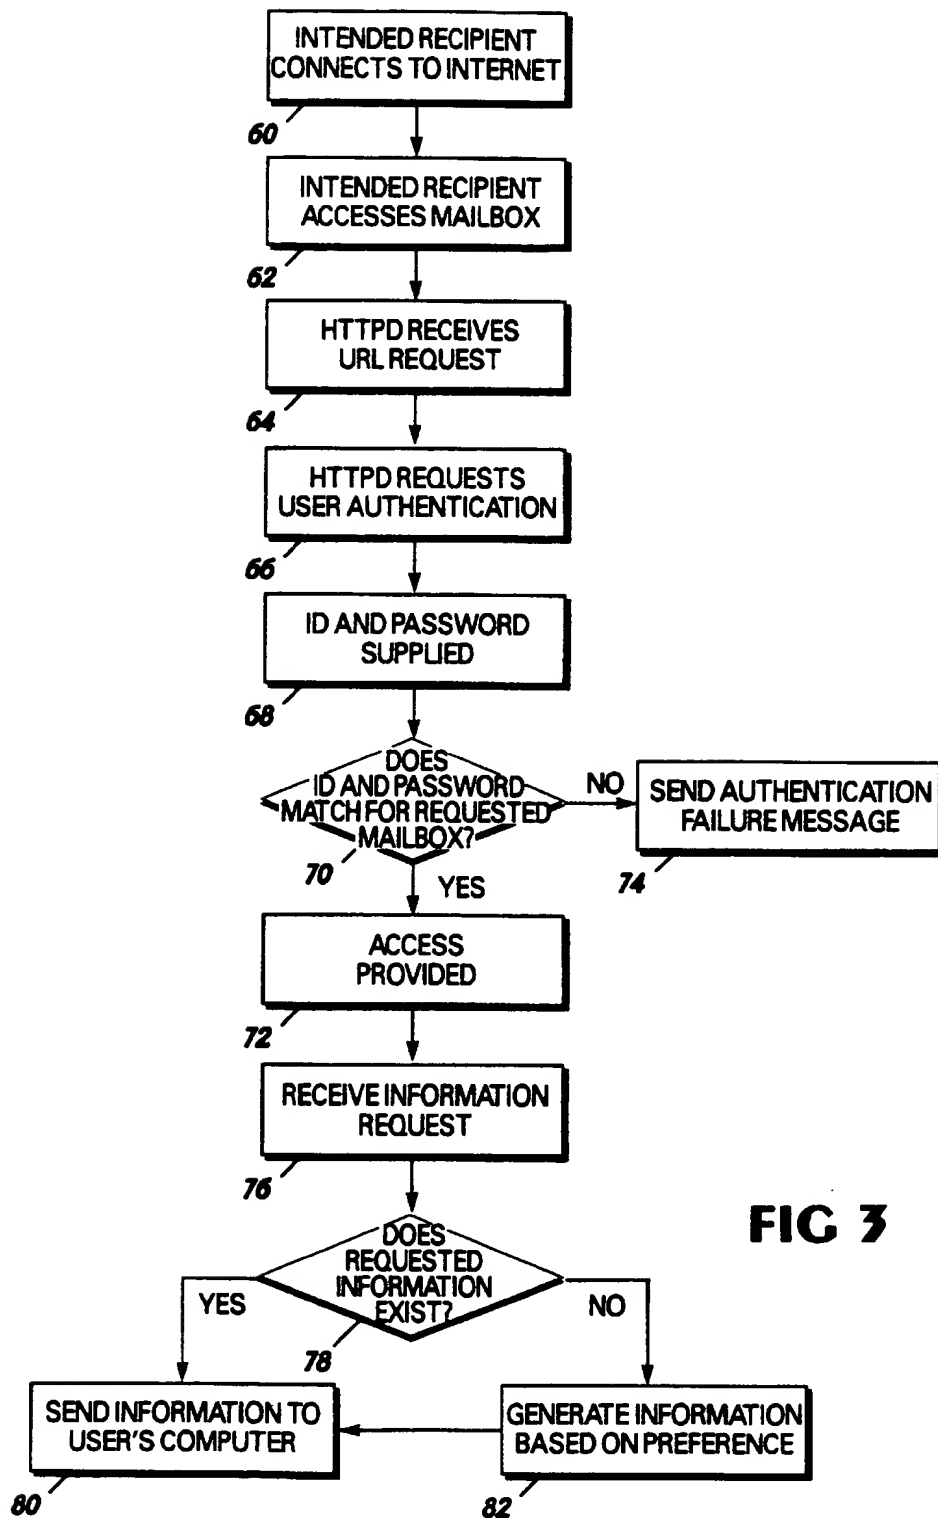 INTENDED RECIPIENT
CONNECTS TO INTERNET
60
INTENDED RECIPIENT
ACCESSES MAILBOX
62
HTTPD RECEIVES
URL REQUEST
64
HTTPD REQUESTS
USER AUTHENTICATION
66
ID AND PASSWORD
SUPPLIED
68
DOES
ID AND PASSWORD
MATCH FOR REQUESTED
MAILBOX?
70
NO
SEND AUTHENTICATION
FAILURE MESSAGE
74
YES
ACCESS
PROVIDED
72
RECEIVE INFORMATION
REQUEST
76
DOES
REQUESTED
INFORMATION
EXIST?
78
YES
NO
FIG 3
SEND INFORMATION TO
USER'S COMPUTER
80
GENERATE INFORMATION
BASED ON PREFERENCE
82